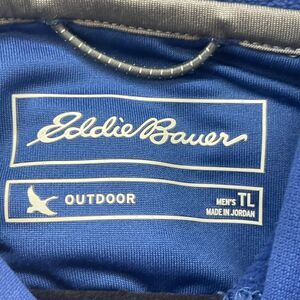 Eddie Bauer
OUTDOOR
MEN'S TL
MADE IN JORDAN